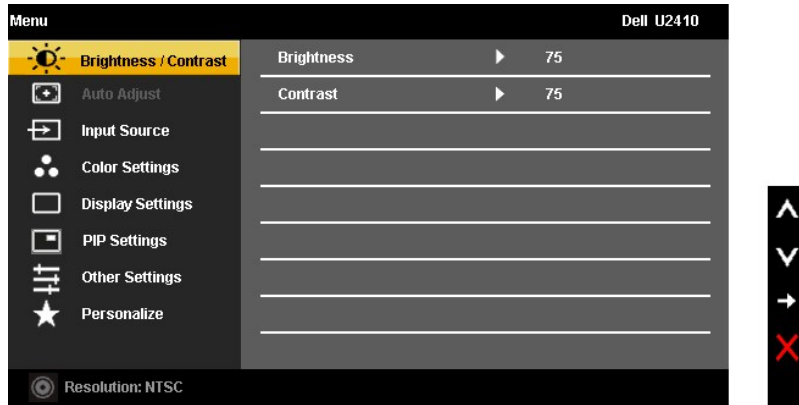 Menu Dell U2410
Brightness / Contrast Brightness 75
Auto Adjust Contrast 75
Input Source
Color Settings
Display Settings
PIP Settings
Other Settings
Personalize
Resolution: NTSC